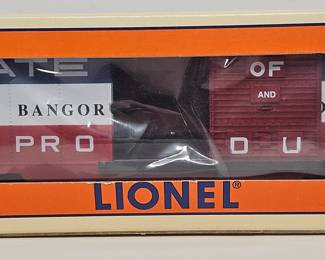 ATE OF
BANGOR AND
PRO D U
LIONEL®